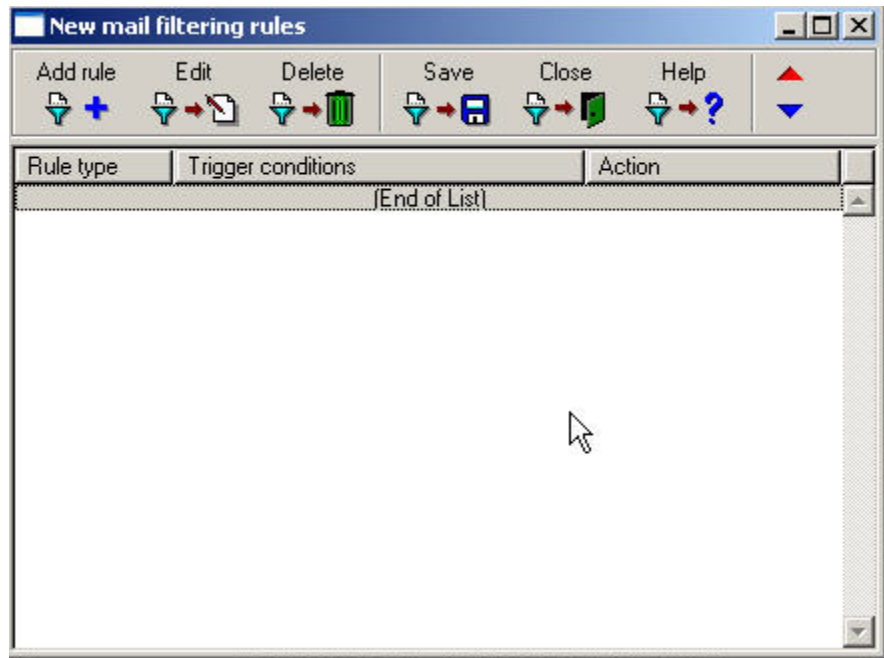 New mail filtering rules
Add rule Edit Delete Save Close Help
Rule type Trigger conditions Action
(End of List)